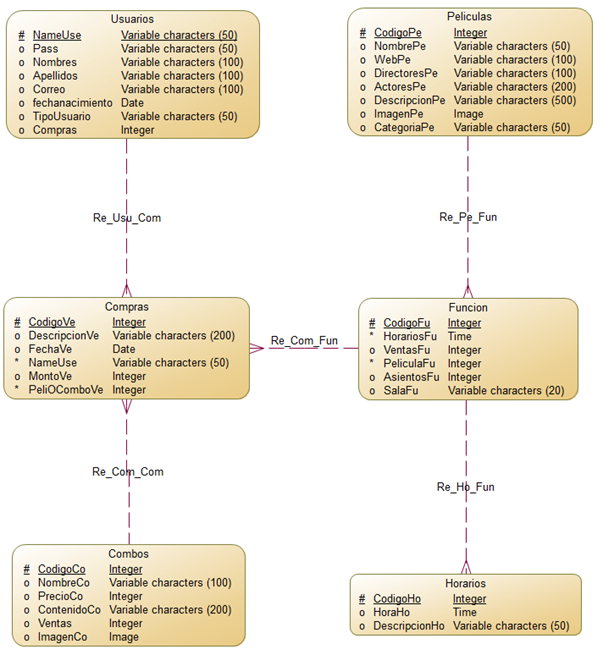 Usuarios
# NameUse Variable characters (50)
o Pass Variable characters (50)
o Nombres Variable characters (100)
o Apellidos Variable characters (100)
o Correo Variable characters (100)
o fechanacimiento Date
o TipoUsuario Variable characters (50)
o Compras Integer
Peliculas
# CodigoPe Integer
o NombrePe Variable characters (50)
o WebPe Variable characters (100)
o DirectoresPe Variable characters (100)
o ActoresPe Variable characters (200)
o DescripcionPe Variable characters (500)
o ImagenPe Image
o CategoriaPe Variable characters (50)
Re_Usu_Com
Re_Pe_Fun
Compras
# CodigoVe Integer
o DescripcionVe Variable characters (200)
o FechaVe Date
* NameUse Variable characters (50)
o MontoVe Integer
* PeliOComboVe Integer
Re_Com_Fun
Funcion
# CodigoFu Integer
* HorariosFu Time
o VentasFu Integer
* PeliculaFu Integer
o AsientosFu Integer
o SalaFu Variable characters (20)
Re_Com_Com
Re_Ho_Fun
Combos
# CodigoCo Integer
o NombreCo Variable characters (100)
o PrecioCo Integer
o ContenidoCo Variable characters (200)
o Ventas Integer
o ImagenCo Image
Horarios
# CodigoHo Integer
o HoraHo Time
o DescripcionHo Variable characters (50)